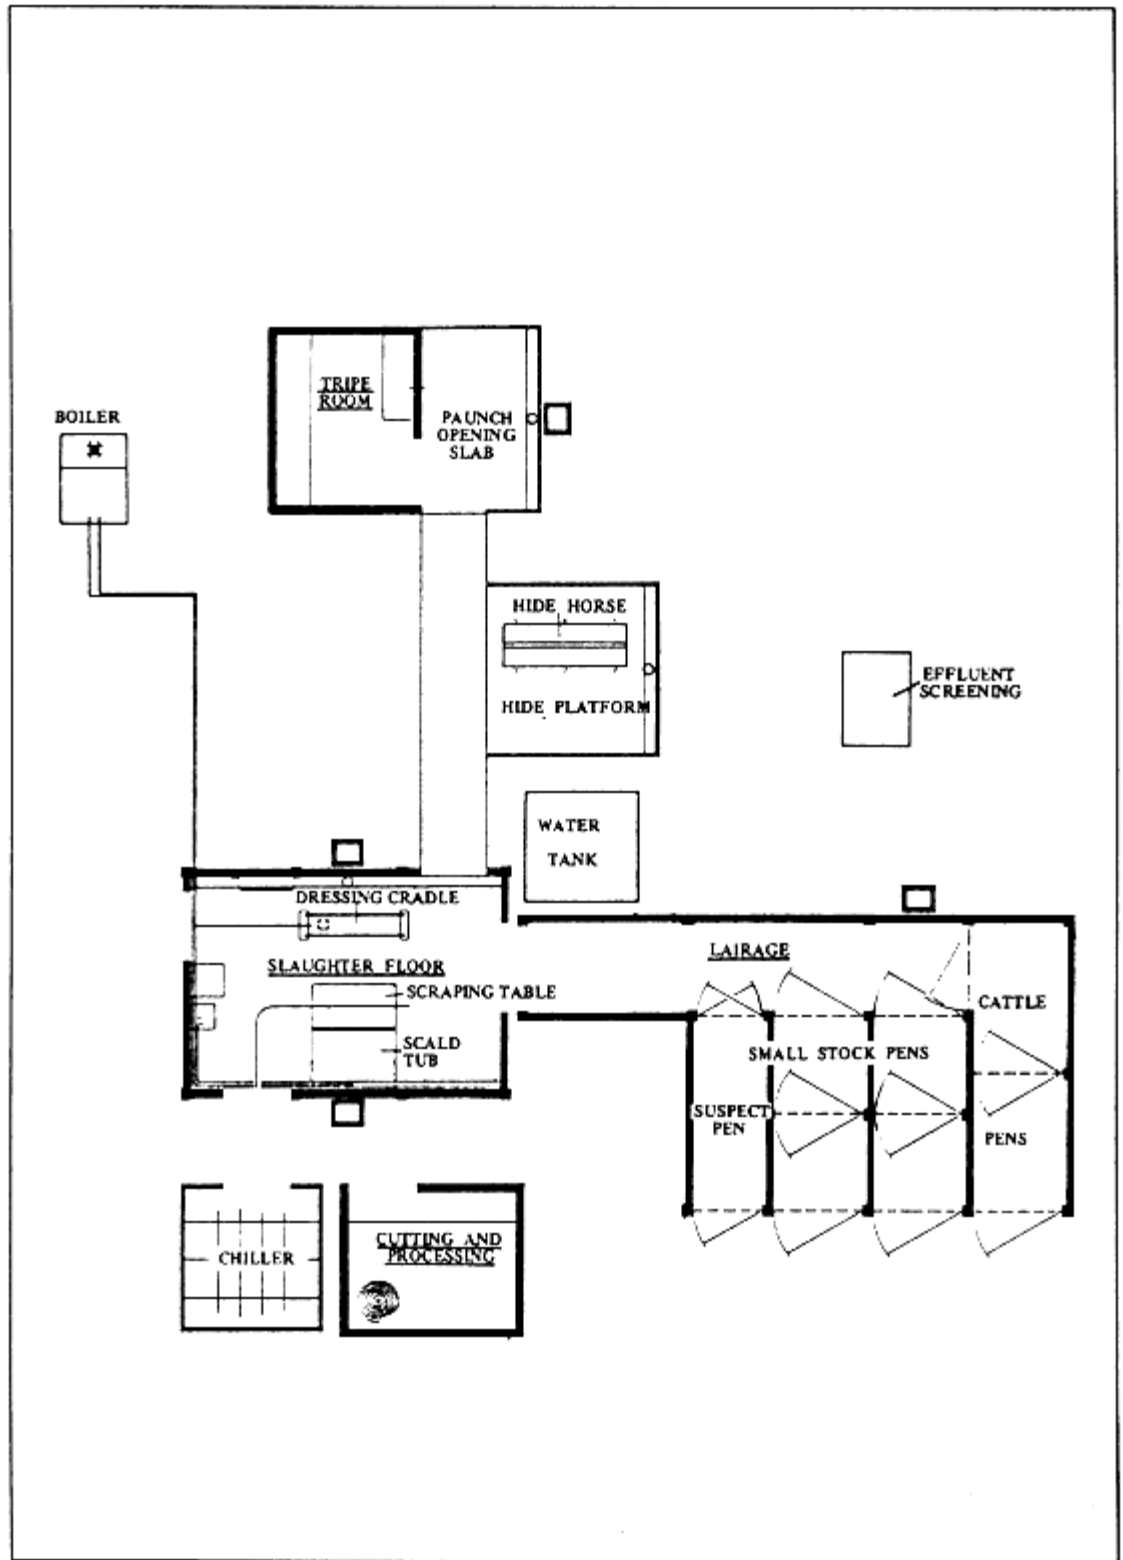 TRIPE
ROOM
BOILER
PAUNCH
OPENING
SLAB
HIDE HORSE
EFFLUENT
SCREENING
HIDE PLATFORM
WATER
TANK
DRESSING CRADLE
LAIRAGE
SLAUGHTER FLOOR
SCRAPING TABLE
CATTLE
SCALD
TUB
SMALL STOCK PENS
SUSPECT
PEN
PENS
CHILLER
CUTTING AND
PROCESSING